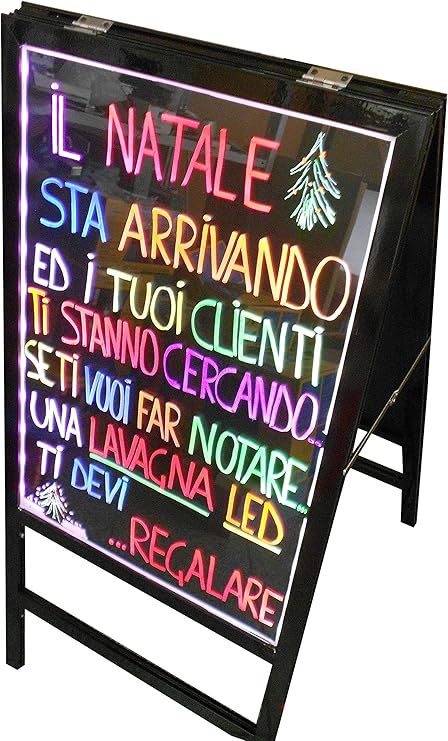 iL NATALE
STA ARRiVANDO
ED i TUOi CLiENTi
Ti STANNO CERCANDO...
SE Ti VUOi FAR NOTARE...
UNA LAVAGNA LED
Ti DEVi
...REGALARE